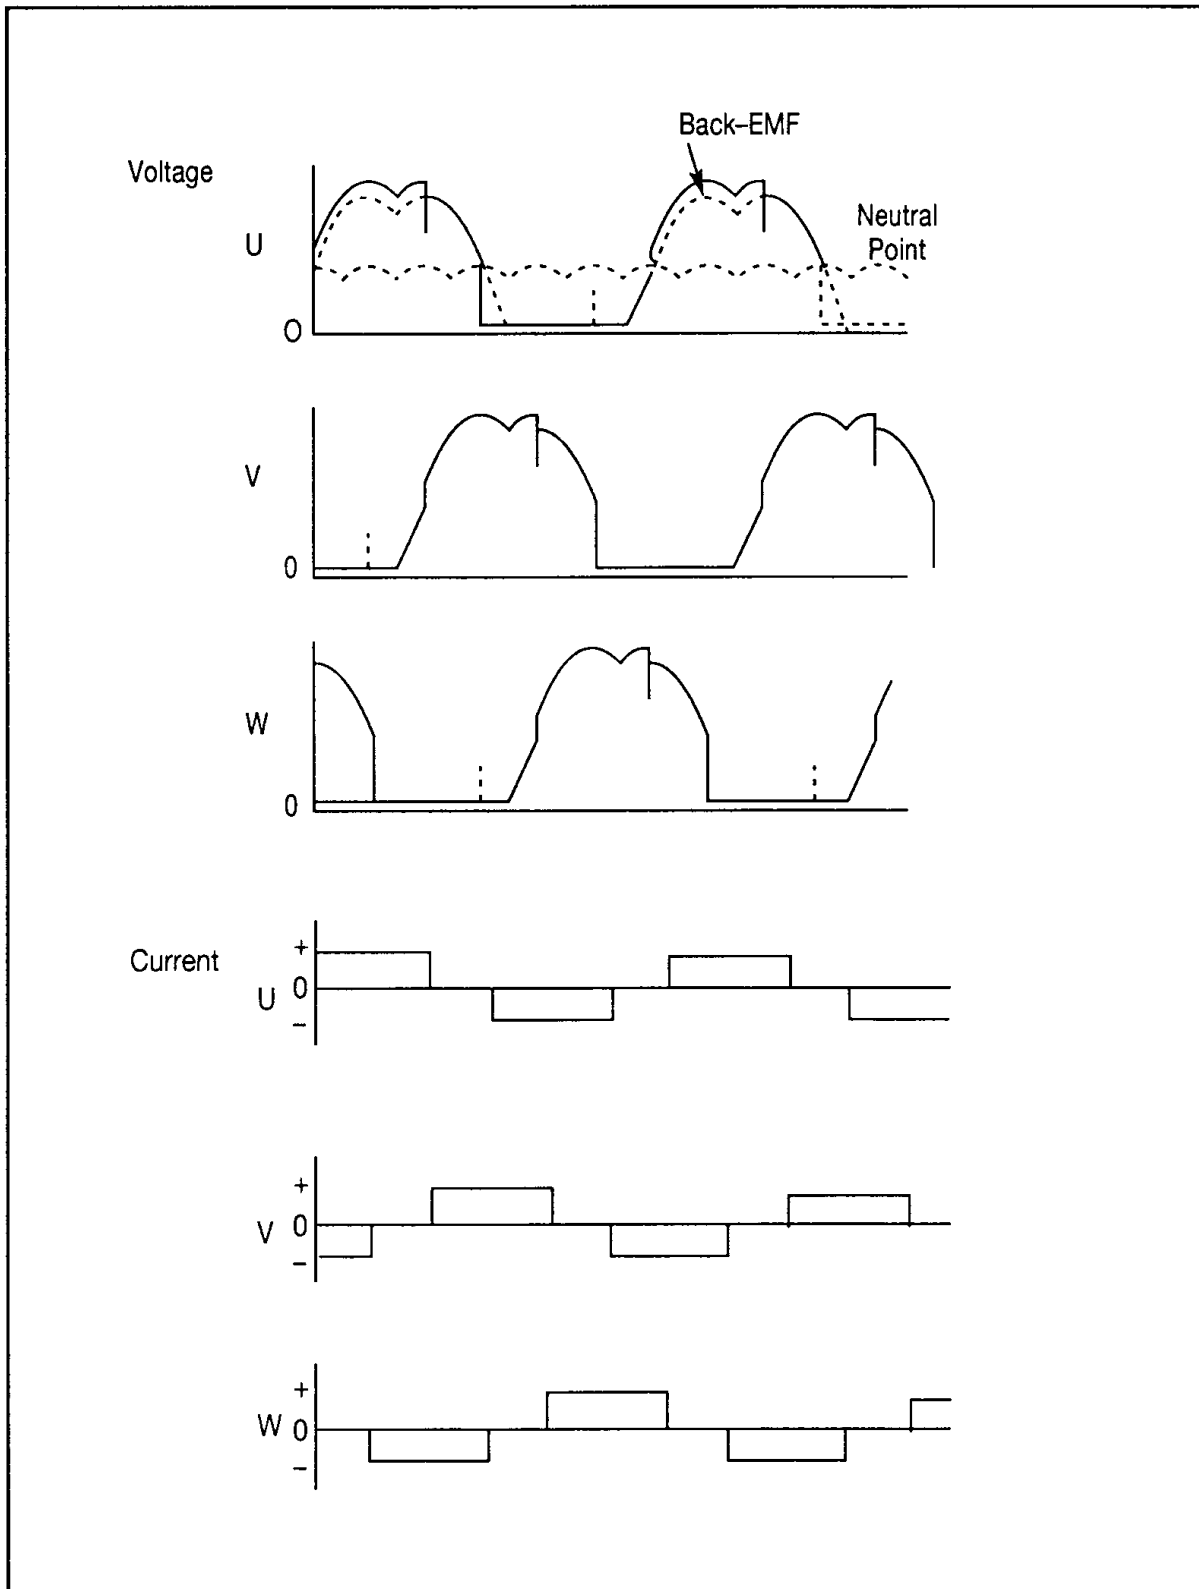 Back–EMF
Voltage
Neutral
Point
U
O
V
0
W
0
Current
+
0
U
–
+
0
V
–
+
0
W
–